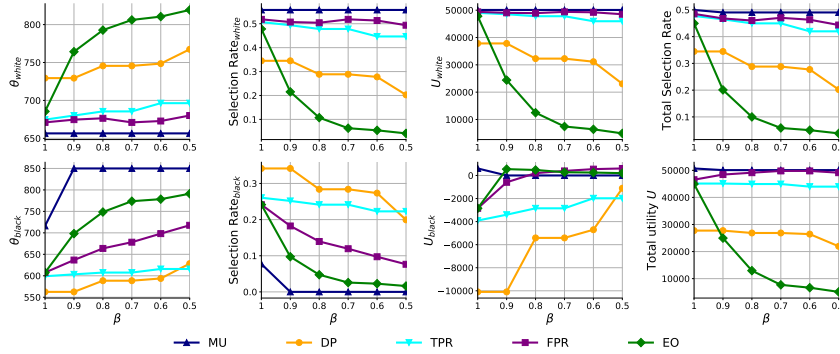 θwhite
800
750
700
650
1 0.9 0.8 0.7 0.6 0.5
Selection Ratewhite
0.5
0.4
0.3
0.2
0.1
1 0.9 0.8 0.7 0.6 0.5
Uwhite
50000
40000
30000
20000
10000
1 0.9 0.8 0.7 0.6 0.5
Total Selection Rate
0.5
0.4
0.3
0.2
0.1
1 0.9 0.8 0.7 0.6 0.5
θblack
850
800
750
700
650
600
550
1 0.9 0.8 0.7 0.6 0.5
β
Selection Rateblack
0.3
0.2
0.1
0.0
1 0.9 0.8 0.7 0.6 0.5
β
Ublack
0
−2000
−4000
−6000
−8000
−10000
1 0.9 0.8 0.7 0.6 0.5
β
Total utility U
50000
40000
30000
20000
10000
1 0.9 0.8 0.7 0.6 0.5
β
MU DP TPR FPR EO